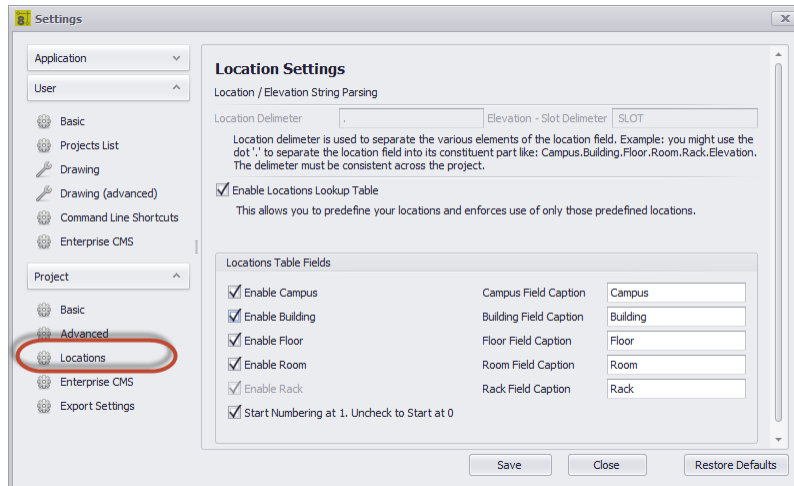 8 Settings
Application
User
Basic
Projects List
Drawing
Drawing (advanced)
Command Line Shortcuts
Enterprise CMS
Project
Basic
Advanced
Locations
Enterprise CMS
Export Settings
Location Settings
Location / Elevation String Parsing
Location Delimeter . Elevation - Slot Delimeter SLOT
Location delimeter is used to separate the various elements of the location field. Example: you might use the
dot '.' to separate the location field into its constituent part like: Campus.Building.Floor.Room.Rack.Elevation.
The delimeter must be consistent across the project.
Enable Locations Lookup Table
This allows you to predefine your locations and enforces use of only those predefined locations.
Locations Table Fields
Enable Campus Campus Field Caption Campus
Enable Building Building Field Caption Building
Enable Floor Floor Field Caption Floor
Enable Room Room Field Caption Room
Enable Rack Rack Field Caption Rack
Start Numbering at 1. Uncheck to Start at 0
Save Close Restore Defaults